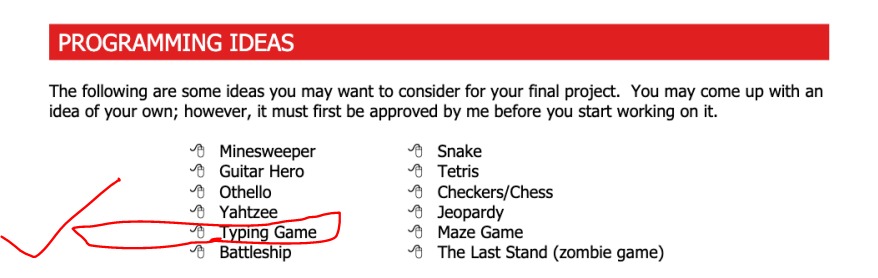 PROGRAMMING IDEAS
The following are some ideas you may want to consider for your final project.  You may come up with an
idea of your own; however, it must first be approved by me before you start working on it.
Minesweeper
Guitar Hero
Othello
Yahtzee
Typing Game
Battleship
Snake
Tetris
Checkers/Chess
Jeopardy
Maze Game
The Last Stand (zombie game)